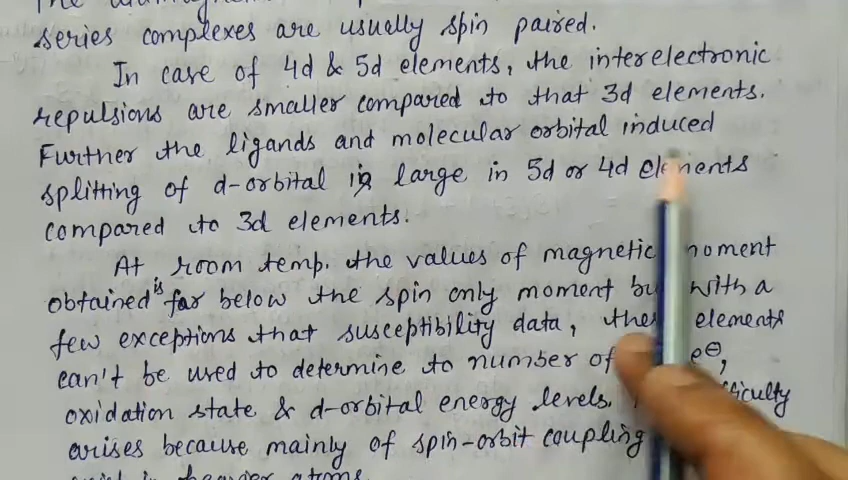 series complexes are usually spin paired.
In case of 4d & 5d elements, the interelectronic
repulsions are smaller compared to that 3d elements.
Further the ligands and molecular orbital induced
splitting of d-orbital is large in 5d or 4d elements
compared to 3d elements.
At room temp. the values of magnetic moment
obtained is far below the spin only moment but with a
few exceptions that susceptibility data, these elements
can't be used to determine to number of e⊖,
oxidation state & d-orbital energy levels.
arises because mainly of spin-orbit coupling
in heavier atoms.